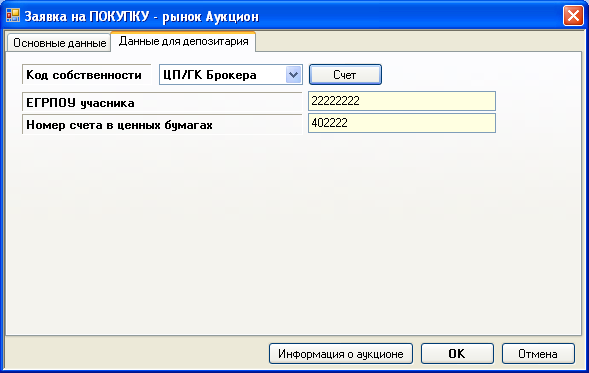 Заявка на ПОКУПКУ - рынок Аукцион
Основные данные
Данные для депозитария
Код собственности
ЦП/ГК Брокера
Счет
ЕГРПОУ учасника
22222222
Номер счета в ценных бумагах
402222
Информация о аукционе
OK
Отмена